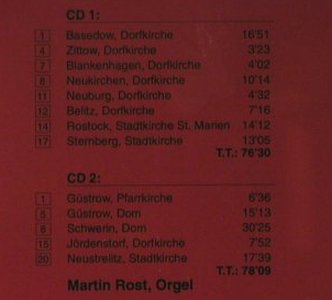 CD 1:
1 Basedow, Dorfkirche 16'51
4 Zittow, Dorfkirche 3'23
7 Blankenhagen, Dorfkirche 4'02
8 Neukirchen, Dorfkirche 10'14
11 Neuburg, Dorfkirche 4'32
12 Belitz, Dorfkirche 7'16
14 Rostock, Stadtkirche St. Marien 14'12
17 Sternberg, Stadtkirche 13'05
T.T.: 76'30
CD 2:
1 Güstrow, Pfarrkirche 6'36
5 Güstrow, Dom 15'13
8 Schwerin, Dom 30'25
15 Jördenstorf, Dorfkirche 7'52
20 Neustrelitz, Stadtkirche 17'39
T.T.: 78'09
Martin Rost, Orgel